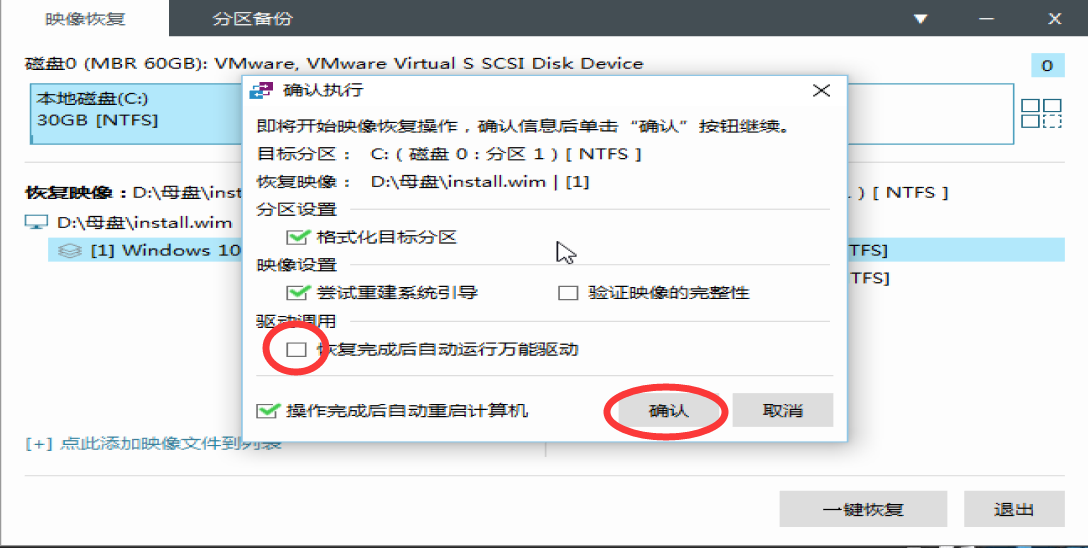 映像恢复
分区备份
磁盘0 (MBR 60GB): VMware, VMware Virtual S SCSI Disk Device
0
本地磁盘(C:)
30GB [NTFS]
确认执行
即将开始映像恢复操作，确认信息后单击“确认”按钮继续。
目标分区： C: ( 磁盘 0 : 分区 1 ) [ NTFS ]
恢复映像： D:\母盘\install.wim | [1]
分区设置
格式化目标分区
映像设置
尝试重建系统引导
验证映像的完整性
驱动调用
恢复完成后自动运行万能驱动
操作完成后自动重启计算机
确认
取消
恢复映像：D:\母盘\inst
. ) [ NTFS ]
D:\母盘\install.wim
[1] Windows 10
TFS]
TFS]
[+] 点此添加映像文件到列表
一键恢复
退出